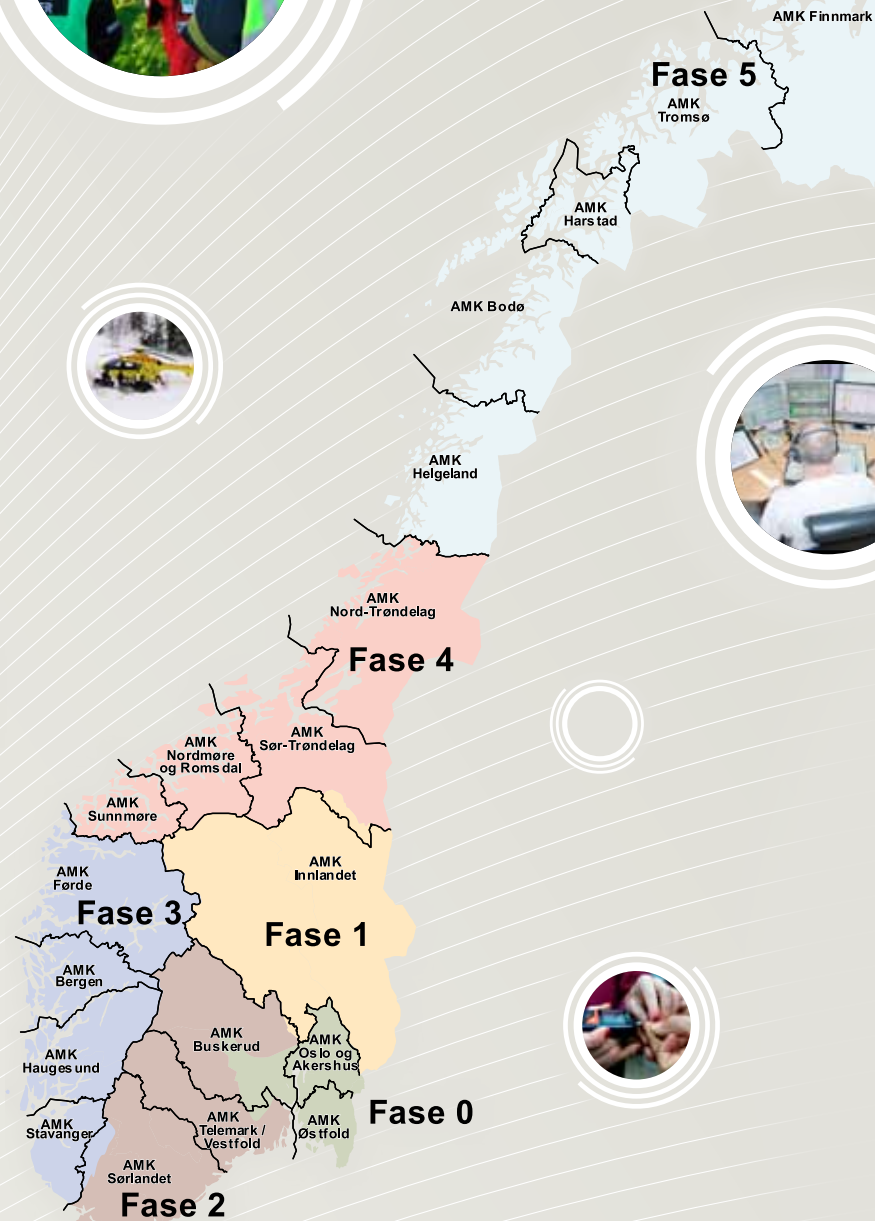 AMK Finnmark
Fase 5
AMK
Tromsø
AMK
Harstad
AMK Bodø
AMK
Helgeland
AMK
Nord-Trøndelag
Fase 4
AMK
Sør-Trøndelag
AMK
Nordmøre
og Romsdal
AMK
Sunnmøre
AMK
Innlandet
AMK
Førde
Fase 3
Fase 1
AMK
Bergen
AMK
Buskerud
AMK
Oslo og
Akershus
AMK
Haugesund
Fase 0
AMK
Telemark /
Vestfold
AMK
Østfold
AMK
Stavanger
AMK
Sørlandet
Fase 2